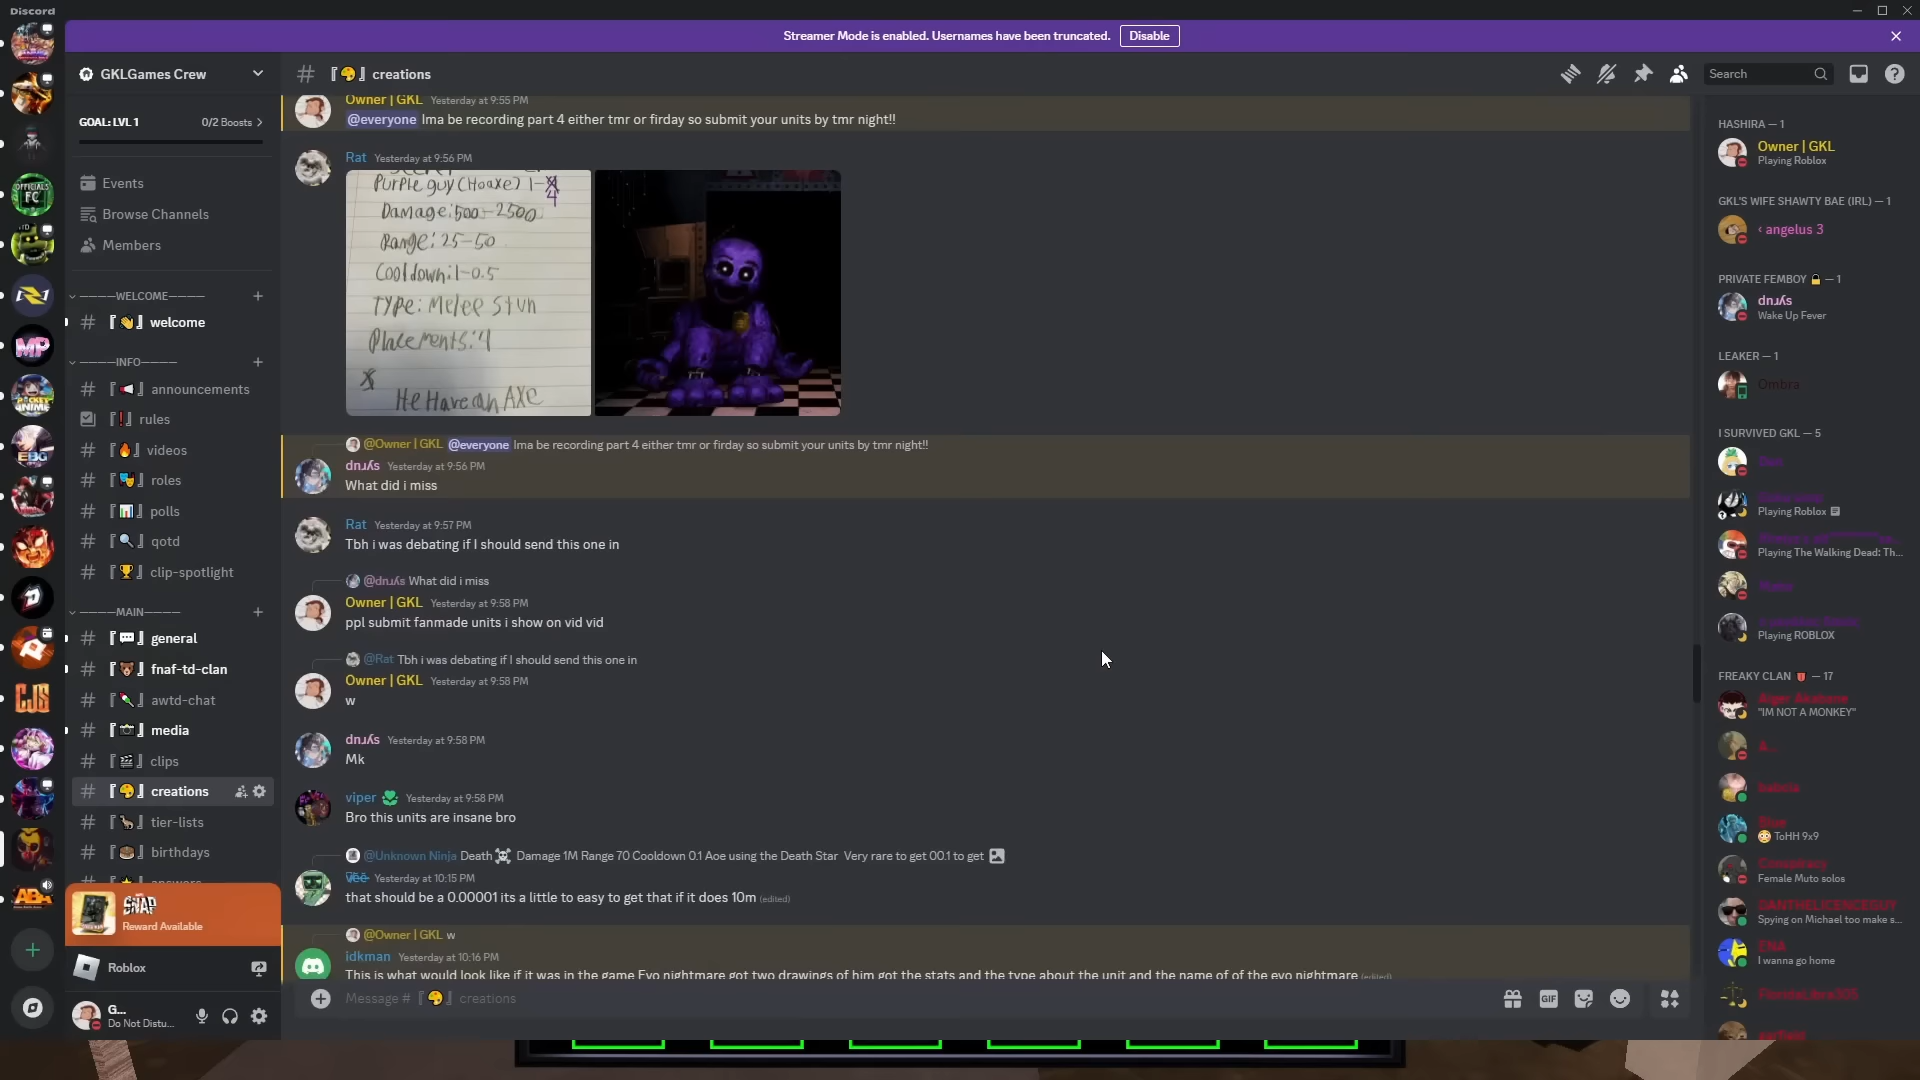 Discord
Streamer Mode is enabled. Usernames have been truncated. Disable
GKLGames Crew
# 『🎨』 creations
Search
GOAL: LVL 1 0/2 Boosts >
Events
Browse Channels
Members
————WELCOME————
# 『👋』 welcome
————INFO————
# 『📢』 announcements
『❗』 rules
# 『🔥』 videos
# 『🎭』 roles
# 『📊』 polls
# 『🔍』 qotd
# 『🏆』 clip-spotlight
————MAIN————
# 『💬』 general
# 『🐻』 fnaf-td-clan
# 『』 awtd-chat
# 『📷』 media
# 『🎬』 clips
# 『🎨』 creations
# 『』 tier-lists
# 『🎂』 birthdays
answers
SNAP
Reward Available
Roblox
G...
Do Not Distu...
Owner | GKL Yesterday at 9:55 PM
@everyone Ima be recording part 4 either tmr or firday so submit your units by tmr night!!
Rat Yesterday at 9:56 PM
Secret
Purple guy (Hoaxe) 1-4
Damage: 500-2500
Range: 25-50
Cooldown: 1-0.5
TYPE: Melee Stun
Placements: 4
He Have an AXE
@Owner | GKL @everyone Ima be recording part 4 either tmr or firday so submit your units by tmr night!!
Yesterday at 9:56 PM
What did i miss
Rat Yesterday at 9:57 PM
Tbh i was debating if I should send this one in
What did i miss
Owner | GKL Yesterday at 9:58 PM
ppl submit fanmade units i show on vid vid
@Rat Tbh i was debating if I should send this one in
Owner | GKL Yesterday at 9:58 PM
w
Yesterday at 9:58 PM
Mk
viper Yesterday at 9:58 PM
Bro this units are insane bro
@Unknown Ninja Death☠️ Damage 1M Range 70 Cooldown 0.1 Aoe using the Death Star Very rare to get 00.1 to get
Yesterday at 10:15 PM
that should be a 0.00001 its a little to easy to get that if it does 10m (edited)
@Owner | GKL w
idkman Yesterday at 10:16 PM
This is what would look like if it was in the game Evo nightmare got two drawings of him got the stats and the type about the unit and the name of of the evo nightmare (edited)
Message # 『🎨』 creations
GIF
HASHIRA — 1
Owner | GKL
Playing Roblox
GKL'S WIFE SHAWTY BAE (IRL) — 1
‹ angelus 3
PRIVATE FEMBOY 🔒 — 1
Wake Up Fever
LEAKER — 1
Ombra
I SURVIVED GKL — 5
Playing Roblox
Playing The Walking Dead: Th...
Playing ROBLOX
FREAKY CLAN — 17
"IM NOT A MONKEY"
A...
Blue
😳 ToHH 9x9
Conspiracy
Female Muto solos
DANTHELICENCEGUY
Spying on Michael too make s...
ENA
I wanna go home
OFFICIALS FC
MP
POCKET ANIME
EBG
CJS
ABA